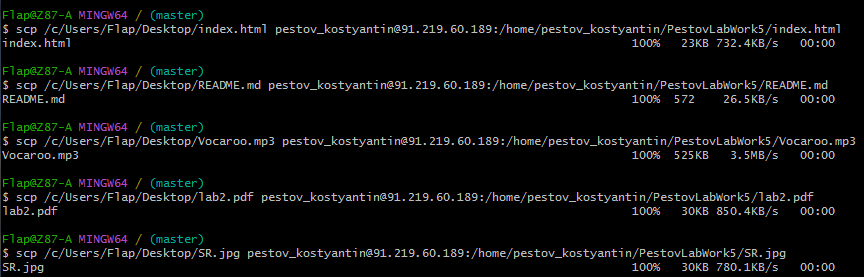 Flap@Z87-A MINGW64 / (master)
$ scp /c/Users/Flap/Desktop/index.html pestov_kostyantin@91.219.60.189:/home/pestov_kostyantin/PestovLabWork5/index.html
index.html 100% 23KB 732.4KB/s 00:00
Flap@Z87-A MINGW64 / (master)
$ scp /c/Users/Flap/Desktop/README.md pestov_kostyantin@91.219.60.189:/home/pestov_kostyantin/PestovLabWork5/README.md
README.md 100% 572 26.5KB/s 00:00
Flap@Z87-A MINGW64 / (master)
$ scp /c/Users/Flap/Desktop/Vocaroo.mp3 pestov_kostyantin@91.219.60.189:/home/pestov_kostyantin/PestovLabWork5/Vocaroo.mp3
Vocaroo.mp3 100% 525KB 3.5MB/s 00:00
Flap@Z87-A MINGW64 / (master)
$ scp /c/Users/Flap/Desktop/lab2.pdf pestov_kostyantin@91.219.60.189:/home/pestov_kostyantin/PestovLabWork5/lab2.pdf
lab2.pdf 100% 30KB 850.4KB/s 00:00
Flap@Z87-A MINGW64 / (master)
$ scp /c/Users/Flap/Desktop/SR.jpg pestov_kostyantin@91.219.60.189:/home/pestov_kostyantin/PestovLabWork5/SR.jpg
SR.jpg 100% 30KB 780.1KB/s 00:00